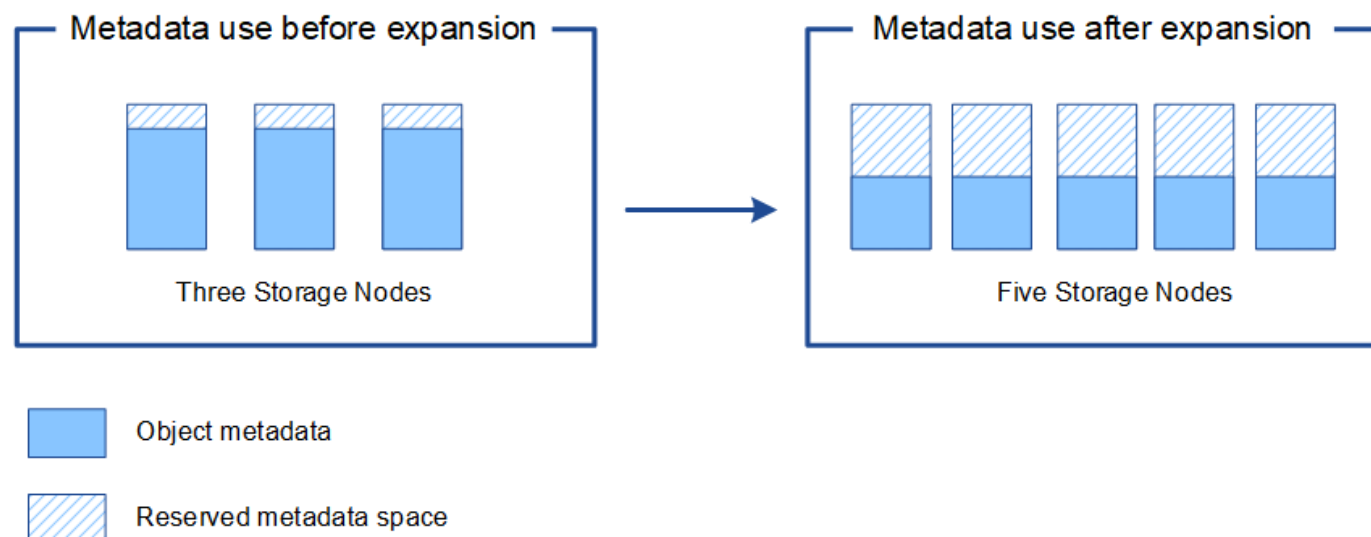 Metadata use before expansion
Metadata use after expansion
Three Storage Nodes
Five Storage Nodes
Object metadata
Reserved metadata space